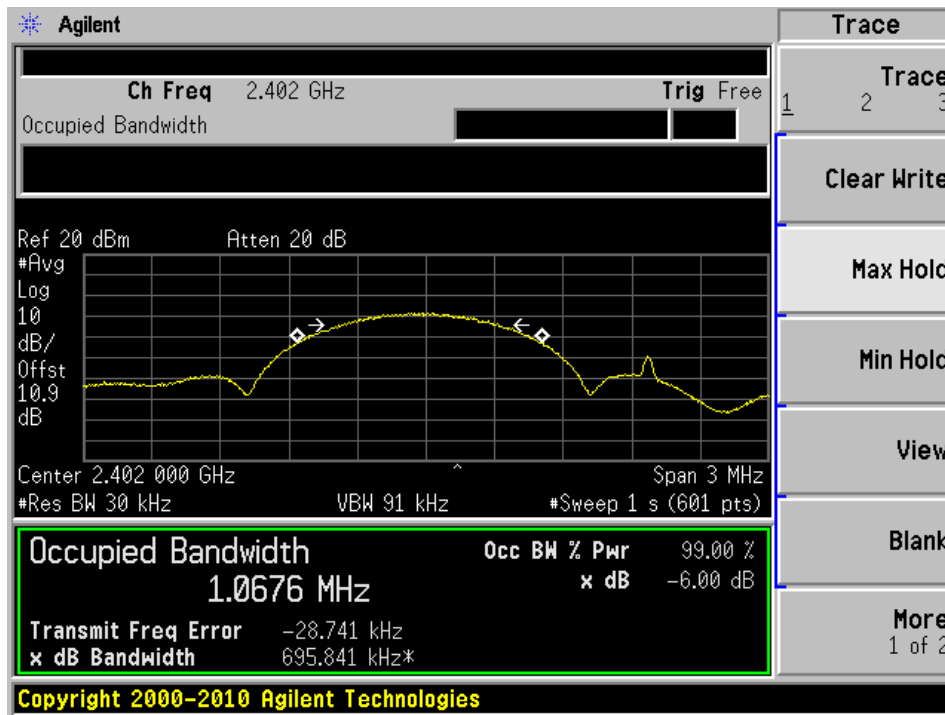 Agilent
Trace
Ch Freq 2.402 GHz Trig Free
Occupied Bandwidth
Trace
1 2 3
Clear Write
Max Hold
Min Hold
View
Blank
More
1 of 2
Ref 20 dBm Atten 20 dB
#Avg
Log
10
dB/
Offst
10.9
dB
Center 2.402 000 GHz ^ Span 3 MHz
#Res BW 30 kHz VBW 91 kHz #Sweep 1 s (601 pts)
Occupied Bandwidth
1.0676 MHz
Occ BW % Pwr 99.00 %
x dB -6.00 dB
Transmit Freq Error -28.741 kHz
x dB Bandwidth 695.841 kHz*
Copyright 2000-2010 Agilent Technologies